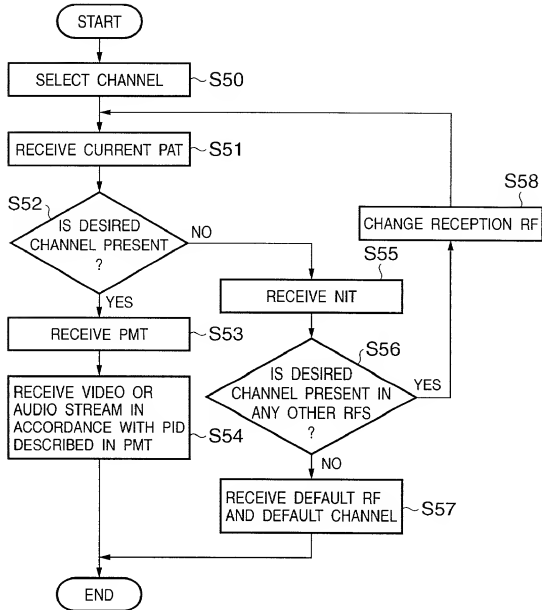 START
SELECT CHANNEL
S50
RECEIVE CURRENT PAT
S51
S52
IS DESIRED
CHANNEL PRESENT
?
NO
YES
RECEIVE PMT
S53
RECEIVE VIDEO OR
AUDIO STREAM IN
ACCORDANCE WITH PID
DESCRIBED IN PMT
S54
S55
RECEIVE NIT
S56
IS DESIRED
CHANNEL PRESENT IN
ANY OTHER RFS
?
YES
NO
RECEIVE DEFAULT RF
AND DEFAULT CHANNEL
S57
S58
CHANGE RECEPTION RF
END